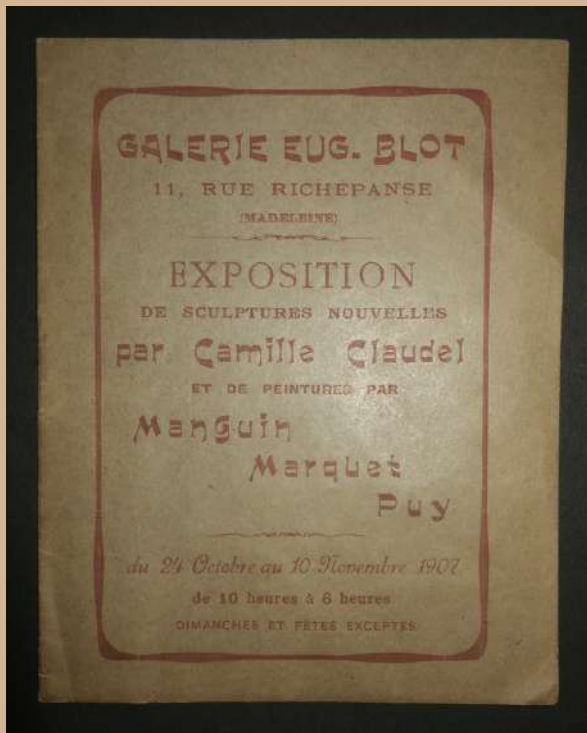 GALERIE EUG. BLOT
11, RUE RICHEPANSE
(MADELEINE)
EXPOSITION
DE SCULPTURES NOUVELLES
par Camille Claudel
ET DE PEINTURES PAR
Manguin
Marquet
Puy
du 24 Octobre au 10 Novembre 1907
de 10 heures à 6 heures
DIMANCHES ET FÊTES EXCEPTÉS